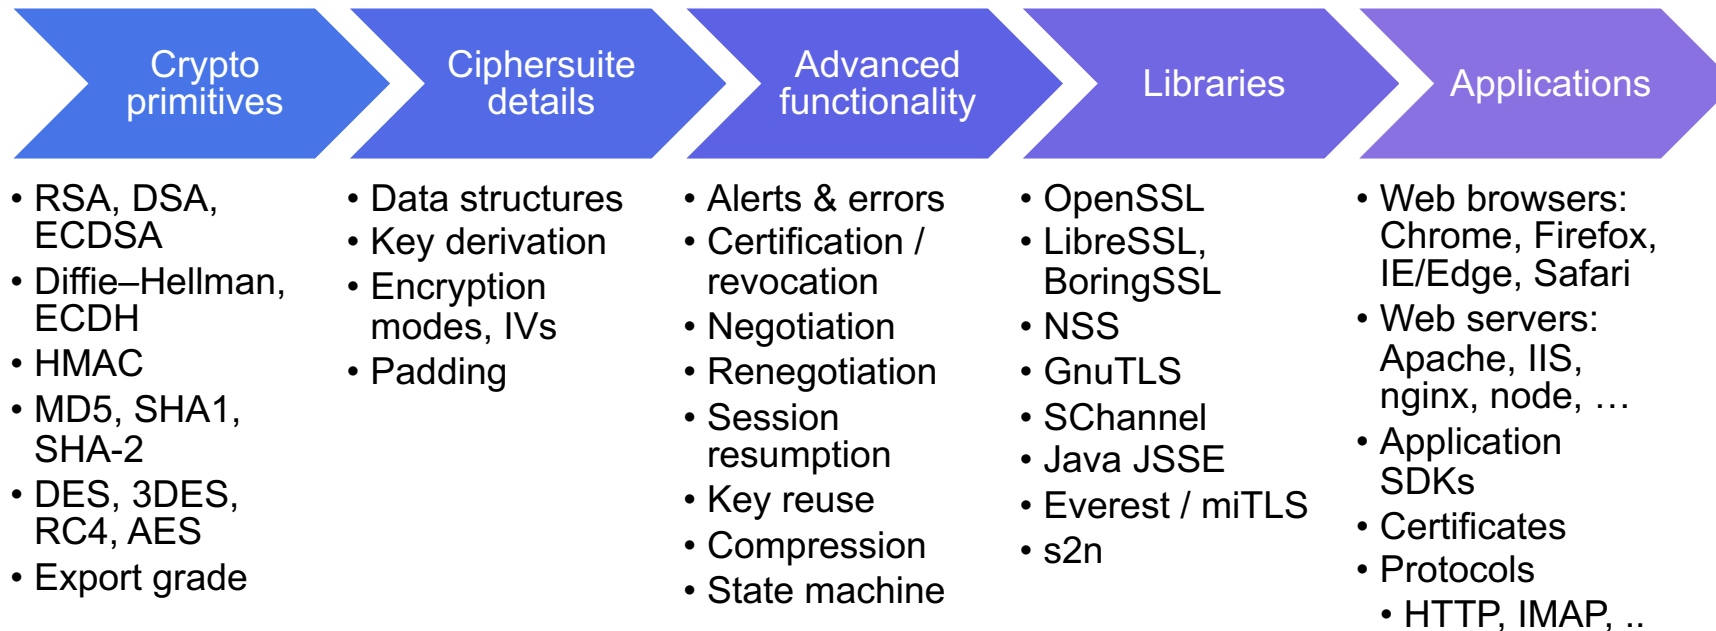 Crypto
primitives
Ciphersuite
details
Advanced
functionality
Libraries
Applications
• RSA, DSA,
ECDSA
• Diffie–Hellman,
ECDH
• HMAC
• MD5, SHA1,
SHA-2
• DES, 3DES,
RC4, AES
• Export grade
• Data structures
• Key derivation
• Encryption
modes, IVs
• Padding
• Alerts & errors
• Certification /
revocation
• Negotiation
• Renegotiation
• Session
resumption
• Key reuse
• Compression
• State machine
• OpenSSL
• LibreSSL,
BoringSSL
• NSS
• GnuTLS
• SChannel
• Java JSSE
• Everest / miTLS
• s2n
• Web browsers:
Chrome, Firefox,
IE/Edge, Safari
• Web servers:
Apache, IIS,
nginx, node, …
• Application
SDKs
• Certificates
• Protocols
• HTTP, IMAP, ..